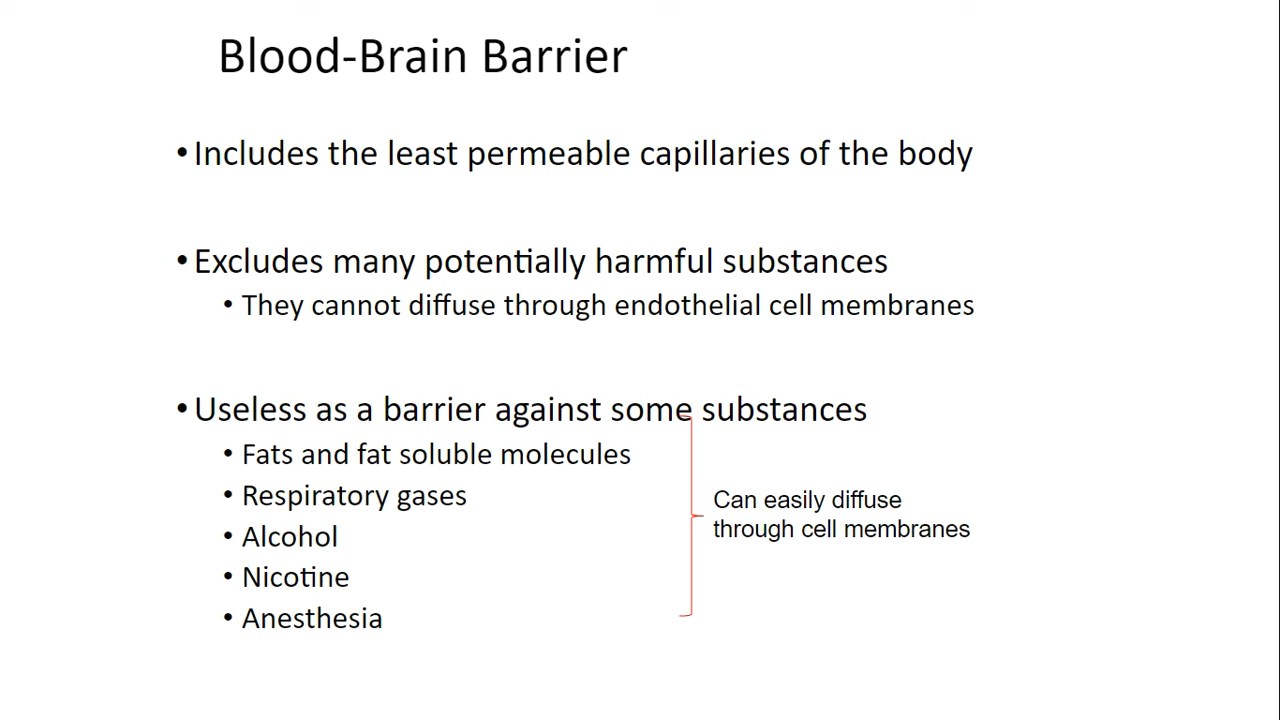 Blood-Brain Barrier
• Includes the least permeable capillaries of the body
• Excludes many potentially harmful substances
• They cannot diffuse through endothelial cell membranes
• Useless as a barrier against some substances
• Fats and fat soluble molecules
• Respiratory gases
• Alcohol
• Nicotine
• Anesthesia
Can easily diffuse
through cell membranes